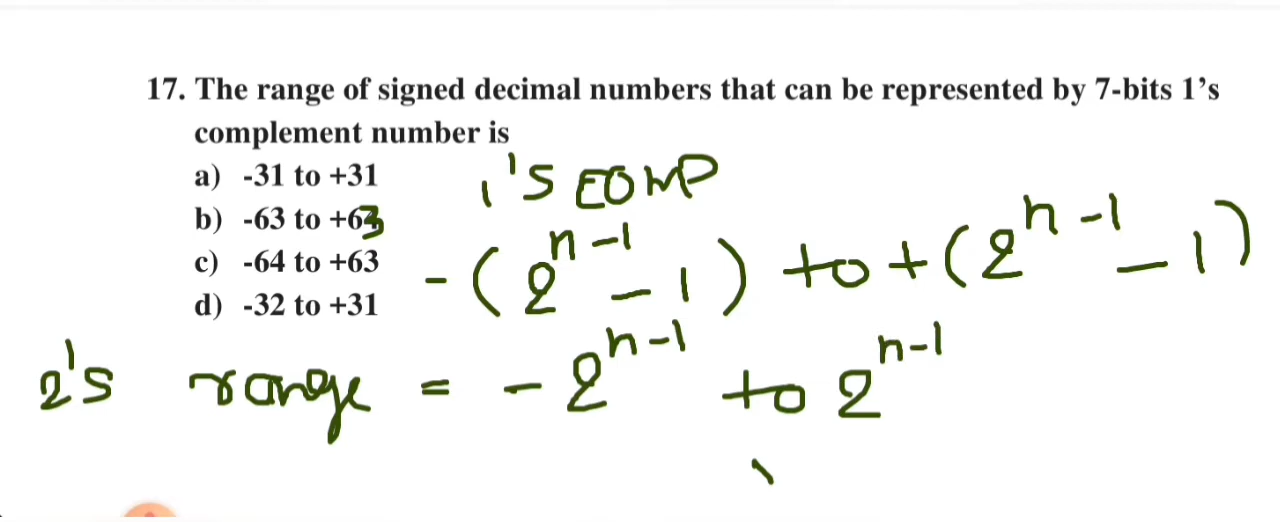 17. The range of signed decimal numbers that can be represented by 7-bits 1’s
complement number is
a) -31 to +31
b) -63 to +63
c) -64 to +63
d) -32 to +31
1'S COMP
-(2^n-1 - 1) to +(2^n-1 - 1)
2's range = -2^n-1 to 2^n-1